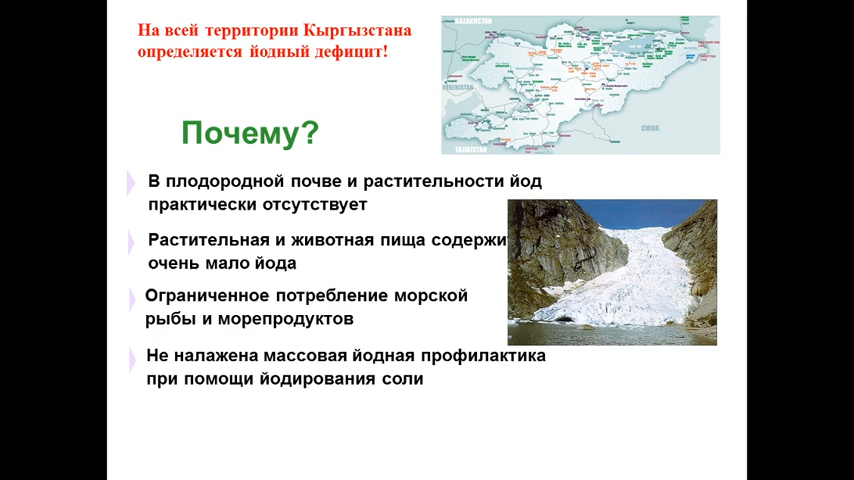 На всей территории Кыргызстана
определяется йодный дефицит!
KAZAKHSTAN
UZBEKISTAN
CHINA
TAJIKISTAN
Почему?
В плодородной почве и растительности йод
практически отсутствует
Растительная и животная пища содержи
очень мало йода
Ограниченное потребление морской
рыбы и морепродуктов
Не налажена массовая йодная профилактика
при помощи йодирования соли